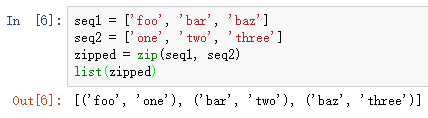 In [6]: seq1 = ['foo', 'bar', 'baz']
seq2 = ['one', 'two', 'three']
zipped = zip(seq1, seq2)
list(zipped)
Out[6]: [('foo', 'one'), ('bar', 'two'), ('baz', 'three')]